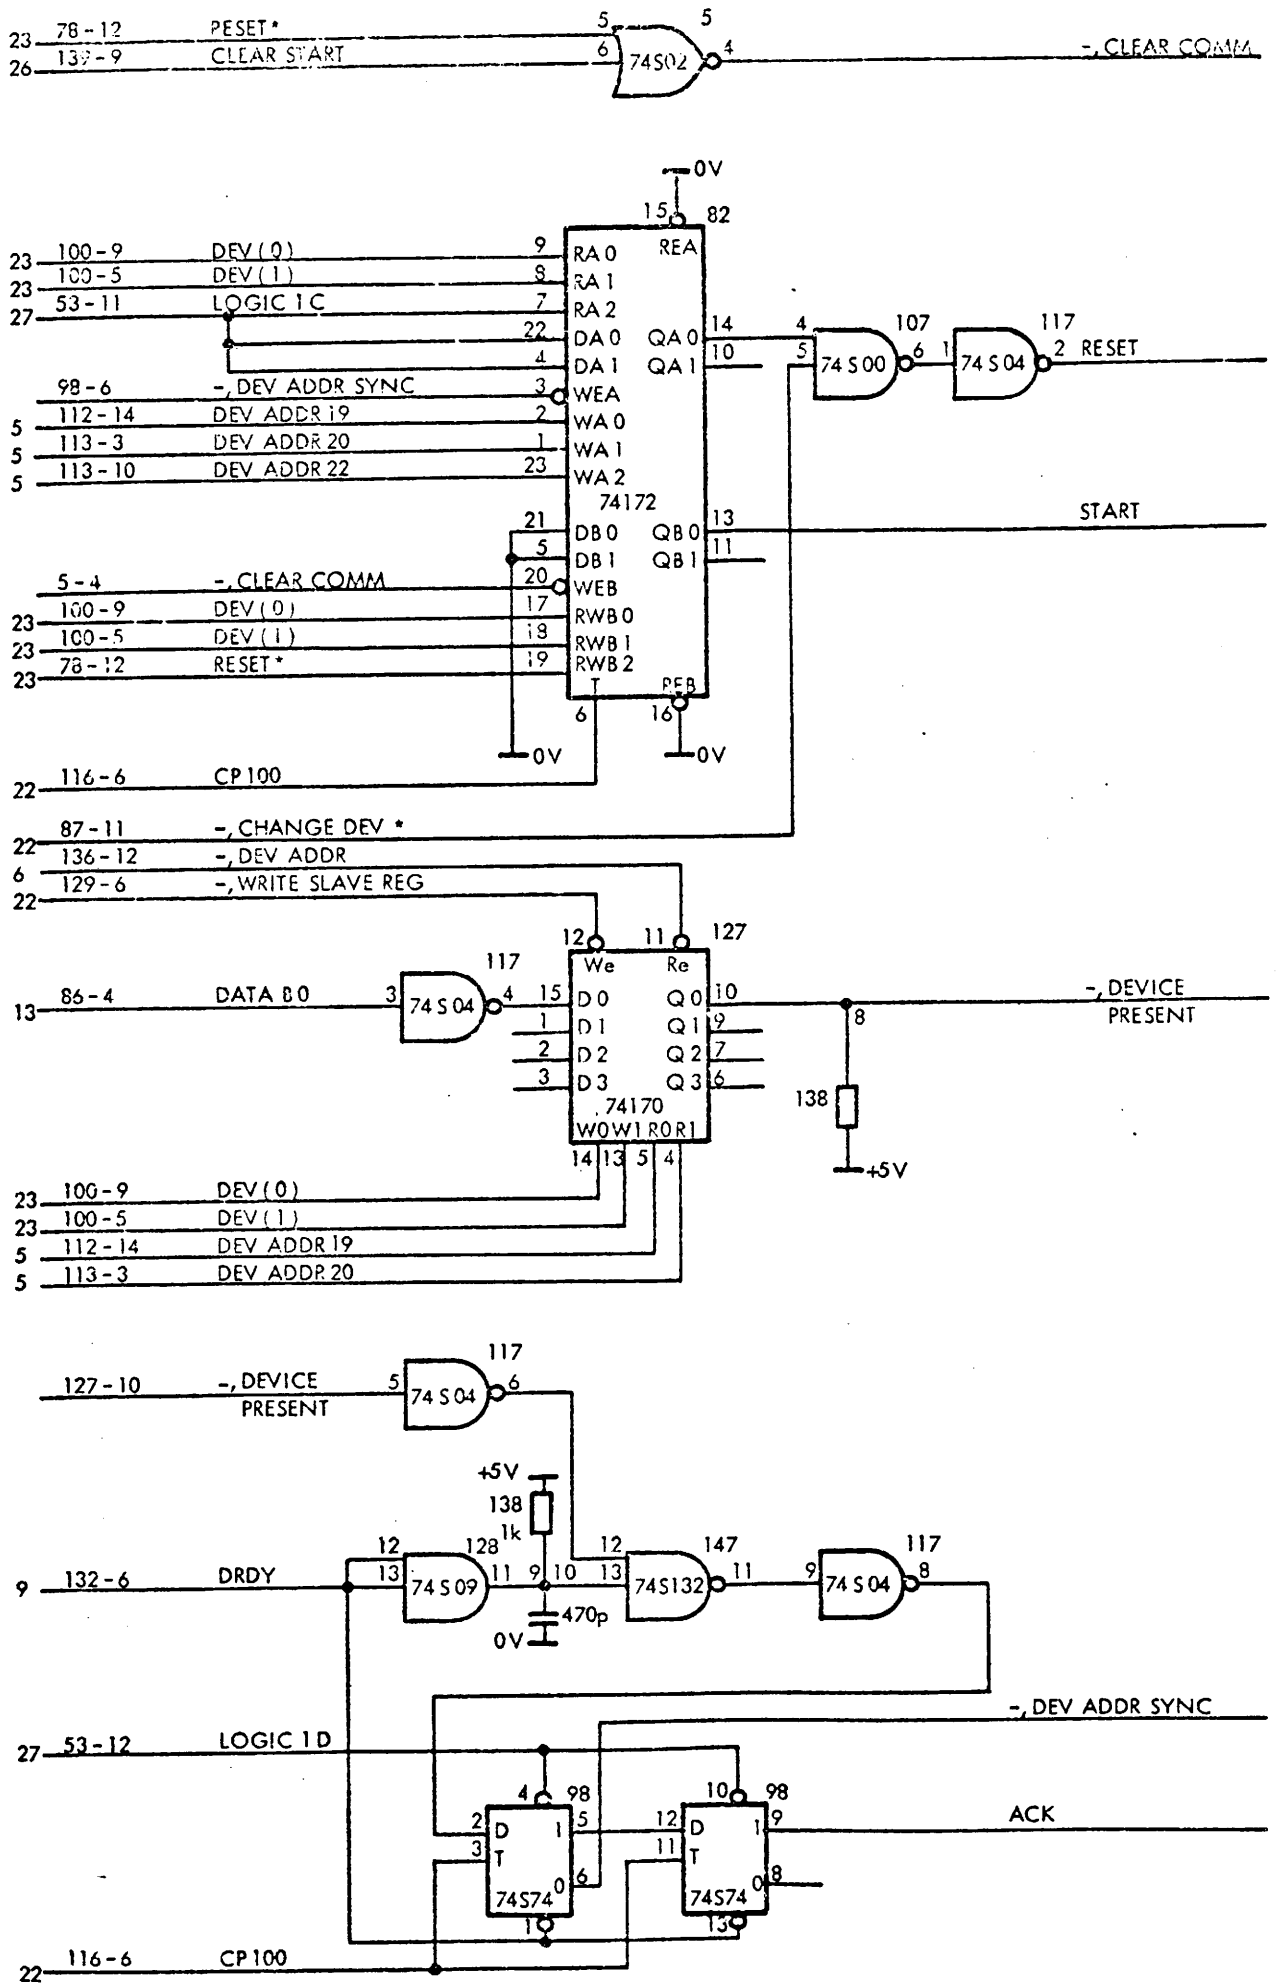 5 5
23 78-12 RESET* 5
26 139-9 CLEAR START 6 74S02 4 -,CLEAR COMM
0V
15 82
REA
23 100-9 DEV(0) 9 RA0
23 100-5 DEV(1) 8 RA1
27 53-11 LOGIC 1C 7 RA2
22 DA0 QA0 14 4 107 117
4 DA1 QA1 10 5 74S00 6 1 74S04 2 RESET
98-6 -,DEV ADDR SYNC 3 WEA
5 112-14 DEV ADDR 19 2 WA0
5 113-3 DEV ADDR 20 1 WA1
5 113-10 DEV ADDR 22 23 WA2
74172
21 DB0 QB0 13 START
5 DB1 QB1 11
5-4 -,CLEAR COMM 20 WEB
23 100-9 DEV(0) 17 RWB0
23 100-5 DEV(1) 18 RWB1
23 78-12 RESET* 19 RWB2
T REB
6 16
0V 0V
22 116-6 CP100
22 87-11 -,CHANGE DEV *
6 136-12 -,DEV ADDR
22 129-6 -,WRITE SLAVE REG
12 11 127
We Re
117
13 86-4 DATA B0 3 74S04 4 15 D0 Q0 10 -,DEVICE
PRESENT
8
1 D1 Q1 9
2 D2 Q2 7
3 D3 Q3 6
74170 138
W0 W1 R0 R1
14 13 5 4
+5V
23 100-9 DEV(0)
23 100-5 DEV(1)
5 112-14 DEV ADDR 19
5 113-3 DEV ADDR 20
117
127-10 -,DEVICE 5 74S04 6
PRESENT
+5V
138
1k
12 128 12 147 117
9 132-6 DRDY 13 74S09 11 9 10 13 74S132 11 9 74S04 8
470p
0V
-,DEV ADDR SYNC
27 53-12 LOGIC 1D
4 98 10 98
2 D 1 5 12 D 1 9 ACK
3 T 11 T
0 6 0 8
74S74 74S74
1 13
22 116-6 CP100